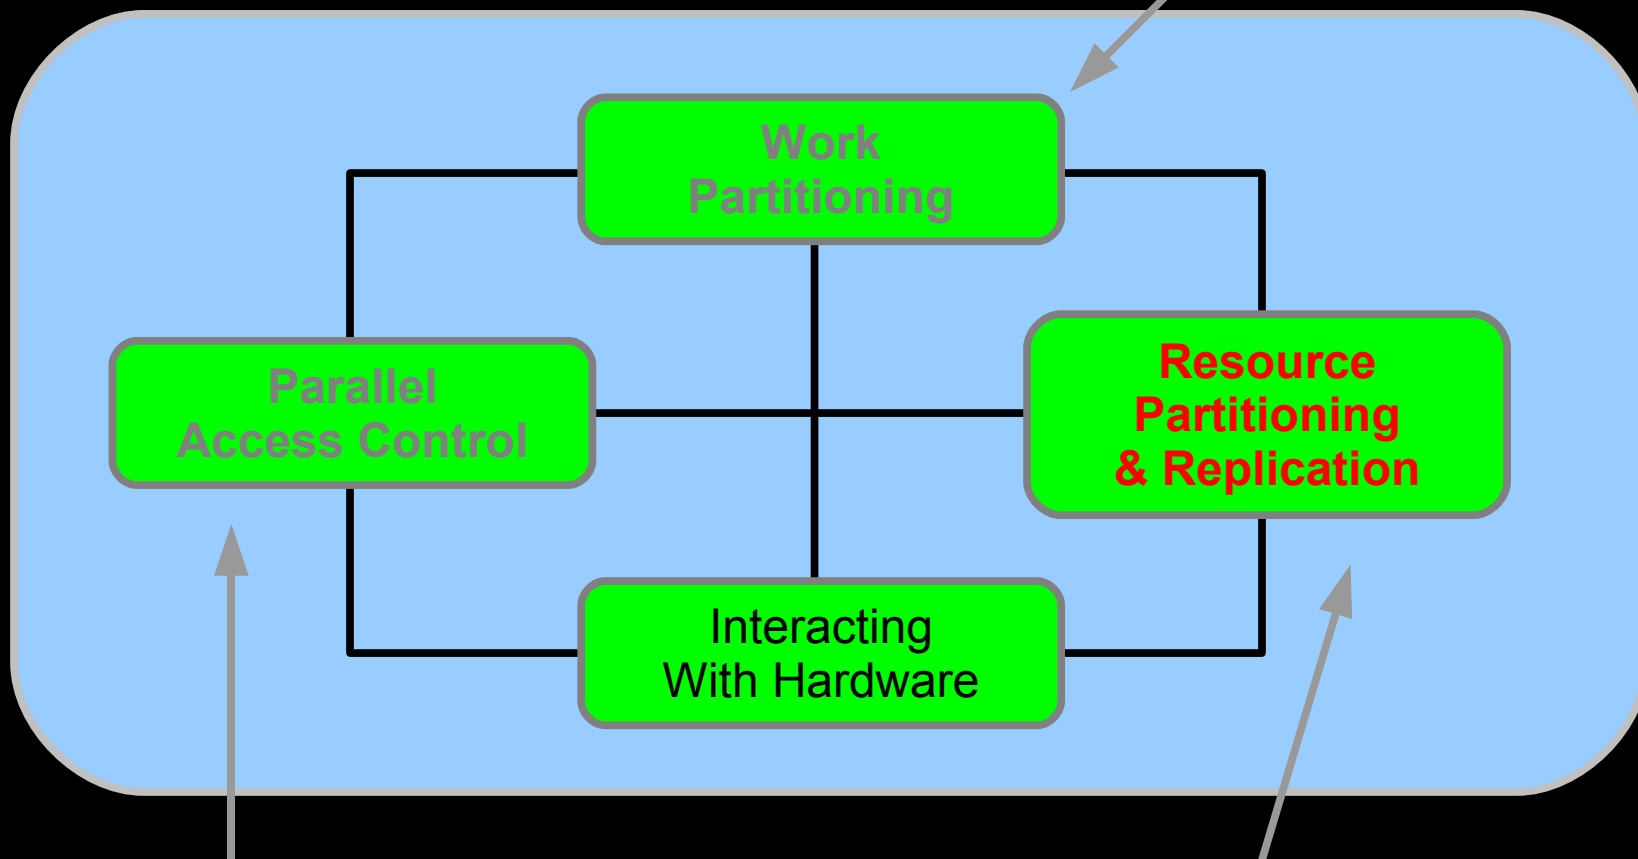 Work
Partitioning
Parallel
Access Control
Resource
Partitioning
& Replication
Interacting
With Hardware